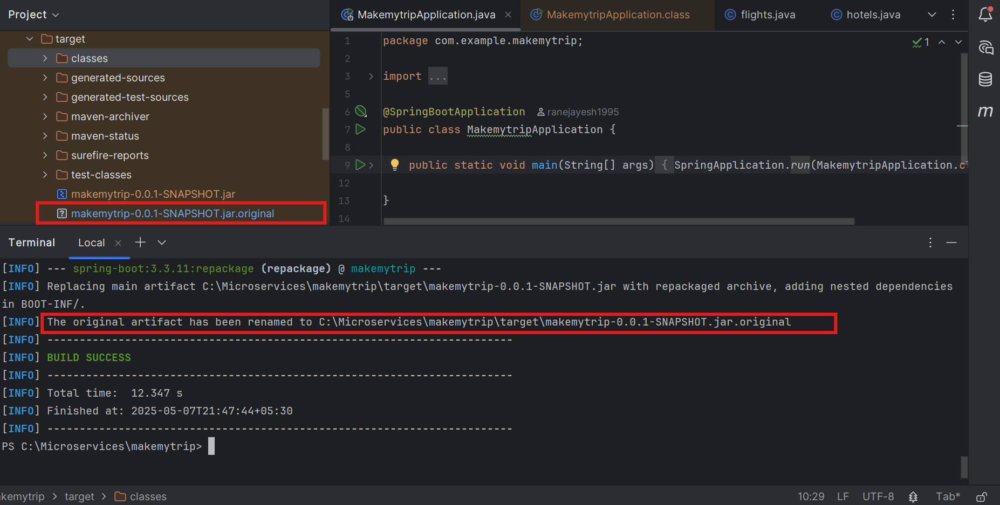 Project
target
classes
generated-sources
generated-test-sources
maven-archiver
maven-status
surefire-reports
test-classes
makemytrip-0.0.1-SNAPSHOT.jar
makemytrip-0.0.1-SNAPSHOT.jar.original
MakemytripApplication.java
MakemytripApplication.class
flights.java
hotels.java
1 package com.example.makemytrip;
1
2
3 import ...
5
6 @SpringBootApplication ranejayesh1995
7 public class MakemytripApplication {
8
9 public static void main(String[] args) { SpringApplication.run(MakemytripApplication.cl
12
13 }
14
m
Terminal
Local
[INFO] --- spring-boot:3.3.11:repackage (repackage) @ makemytrip ---
[INFO] Replacing main artifact C:\Microservices\makemytrip\target\makemytrip-0.0.1-SNAPSHOT.jar with repackaged archive, adding nested dependencies
in BOOT-INF/.
[INFO] The original artifact has been renamed to C:\Microservices\makemytrip\target\makemytrip-0.0.1-SNAPSHOT.jar.original
[INFO] ------------------------------------------------------------------------
[INFO] BUILD SUCCESS
[INFO] ------------------------------------------------------------------------
[INFO] Total time:  12.347 s
[INFO] Finished at: 2025-05-07T21:47:44+05:30
[INFO] ------------------------------------------------------------------------
PS C:\Microservices\makemytrip>
kemytrip > target > classes
10:29 LF UTF-8 Tab*